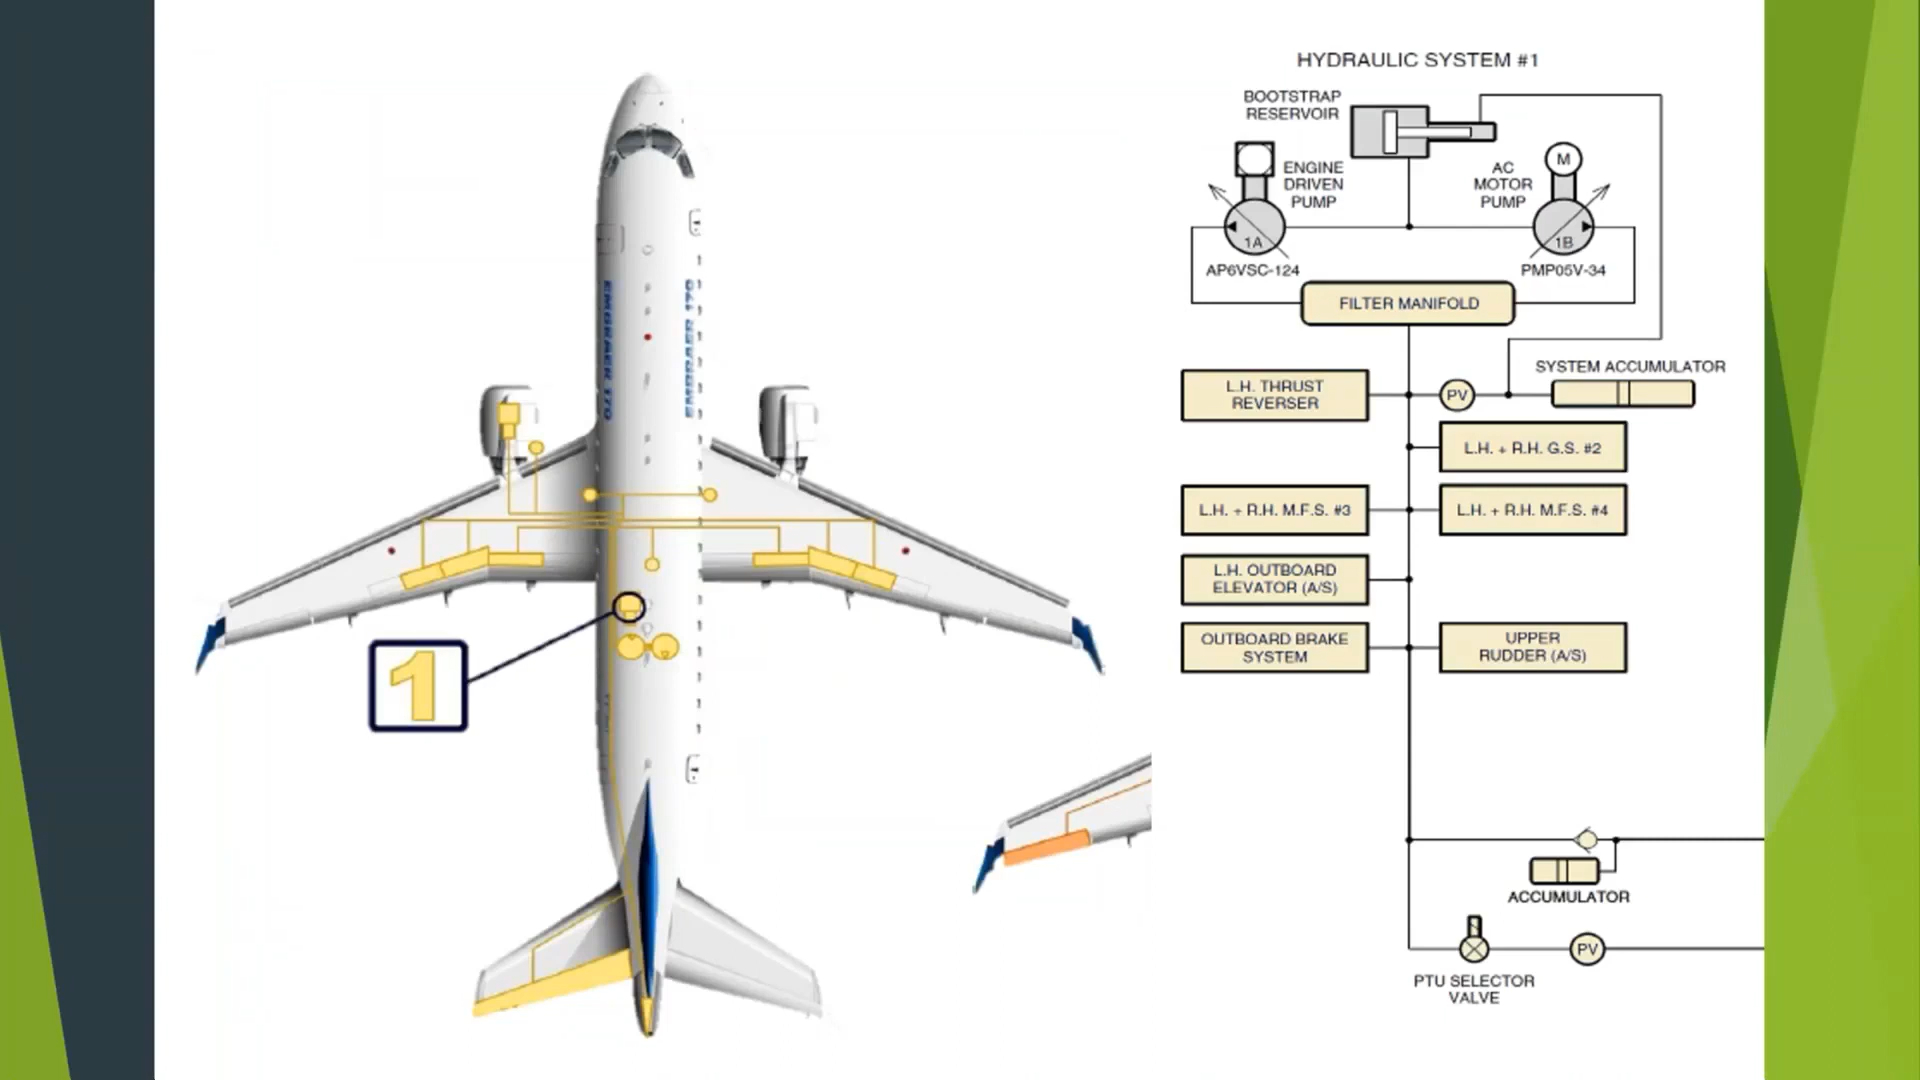 HYDRAULIC SYSTEM #1
BOOTSTRAP
RESERVOIR
ENGINE
DRIVEN
PUMP
AC
MOTOR
PUMP
M
1A
1B
AP6VSC-124
PMP05V-34
FILTER MANIFOLD
SYSTEM ACCUMULATOR
L.H. THRUST
REVERSER
PV
L.H. + R.H. G.S. #2
L.H. + R.H. M.F.S. #3
L.H. + R.H. M.F.S. #4
L.H. OUTBOARD
ELEVATOR (A/S)
OUTBOARD BRAKE
SYSTEM
UPPER
RUDDER (A/S)
ACCUMULATOR
PV
PTU SELECTOR
VALVE
EMBRAER 170
EMBRAER 170
1